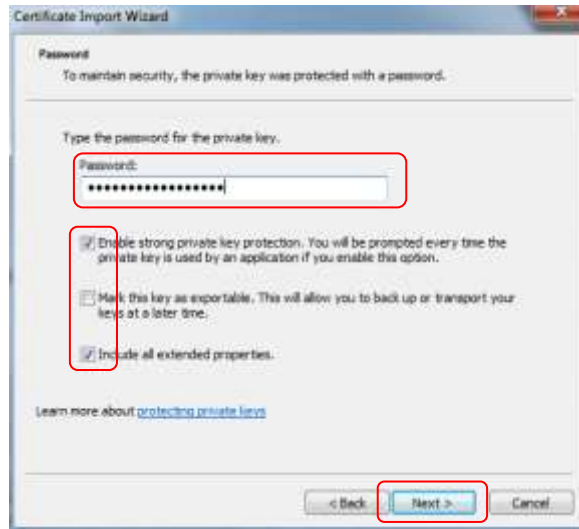 Certificate Import Wizard
Password
To maintain security, the private key was protected with a password.
Type the password for the private key.
Password:
••••••••••••••••••
Enable strong private key protection. You will be prompted every time the
private key is used by an application if you enable this option.
Mark this key as exportable. This will allow you to back up or transport your
keys at a later time.
Include all extended properties.
Learn more about protecting private keys
< Back Next > Cancel